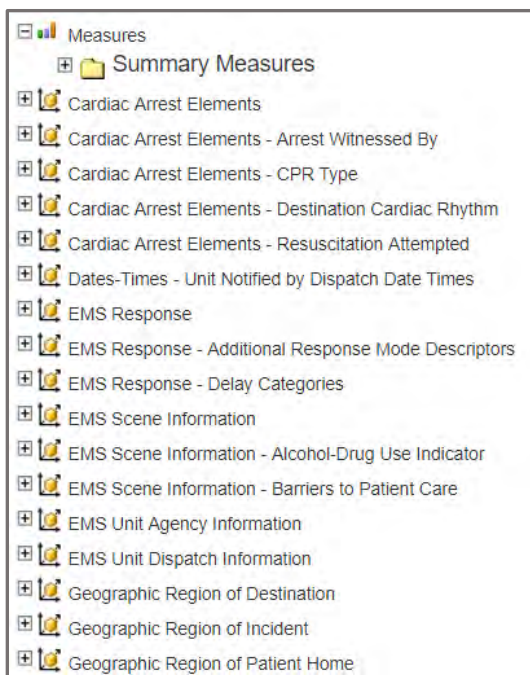 Measures
Summary Measures
Cardiac Arrest Elements
Cardiac Arrest Elements - Arrest Witnessed By
Cardiac Arrest Elements - CPR Type
Cardiac Arrest Elements - Destination Cardiac Rhythm
Cardiac Arrest Elements - Resuscitation Attempted
Dates-Times - Unit Notified by Dispatch Date Times
EMS Response
EMS Response - Additional Response Mode Descriptors
EMS Response - Delay Categories
EMS Scene Information
EMS Scene Information - Alcohol-Drug Use Indicator
EMS Scene Information - Barriers to Patient Care
EMS Unit Agency Information
EMS Unit Dispatch Information
Geographic Region of Destination
Geographic Region of Incident
Geographic Region of Patient Home